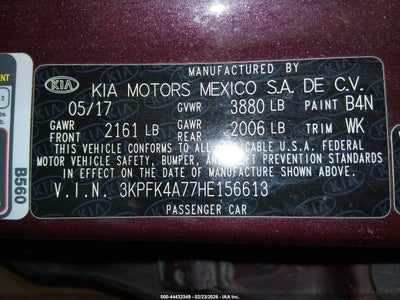 MANUFACTURED BY
KIA KIA MOTORS MEXICO S.A. DE C.V.
05/17 GVWR 3880 LB PAINT B4N
GAWR FRONT 2161 LB GAWR REAR 2006 LB TRIM WK
THIS VEHICLE CONFORMS TO ALL APPLICABLE U.S.A. FEDERAL
MOTOR VEHICLE SAFETY, BUMPER, AND THEFT PREVENTION STANDARDS
IN EFFECT ON THE DATE OF MANUFACTURE SHOWN ABOVE.
V.I.N. 3KPFK4A77HE156613
PASSENGER CAR
B560
000-44432349 - 02/23/2026 - IAAI.COM